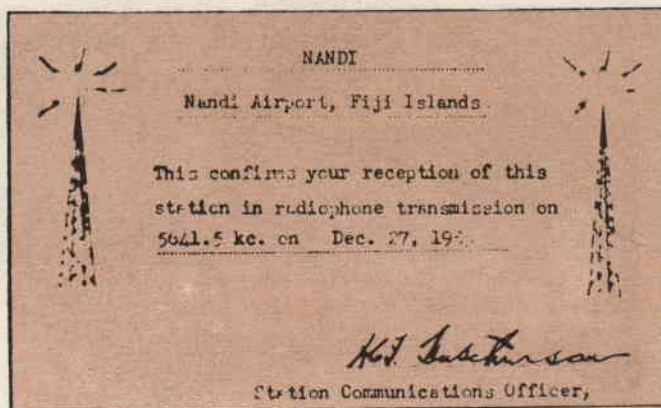 NANDI
Nandi Airport, Fiji Islands
This confirms your reception of this
station in radiophone transmission on
5641.5 kc. on Dec. 27,
Station Communications Officer,